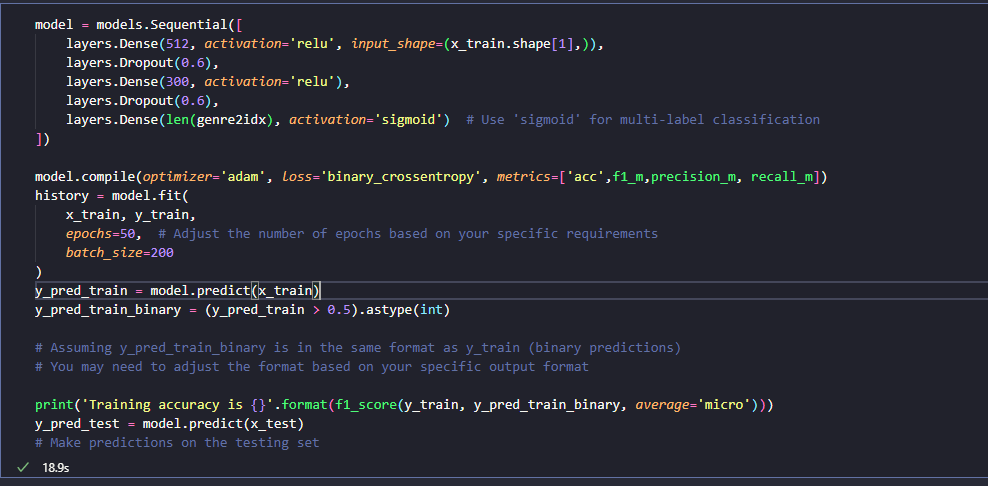 model = models.Sequential([
    layers.Dense(512, activation='relu', input_shape=(x_train.shape[1],)),
    layers.Dropout(0.6),
    layers.Dense(300, activation='relu'),
    layers.Dropout(0.6),
    layers.Dense(len(genre2idx), activation='sigmoid')  # Use 'sigmoid' for multi-label classification
])

model.compile(optimizer='adam', loss='binary_crossentropy', metrics=['acc',f1_m,precision_m, recall_m])
history = model.fit(
    x_train, y_train,
    epochs=50,  # Adjust the number of epochs based on your specific requirements
    batch_size=200
)
y_pred_train = model.predict(x_train)
y_pred_train_binary = (y_pred_train > 0.5).astype(int)

# Assuming y_pred_train_binary is in the same format as y_train (binary predictions)
# You may need to adjust the format based on your specific output format

print('Training accuracy is {}'.format(f1_score(y_train, y_pred_train_binary, average='micro')))
y_pred_test = model.predict(x_test)
# Make predictions on the testing set
18.9s